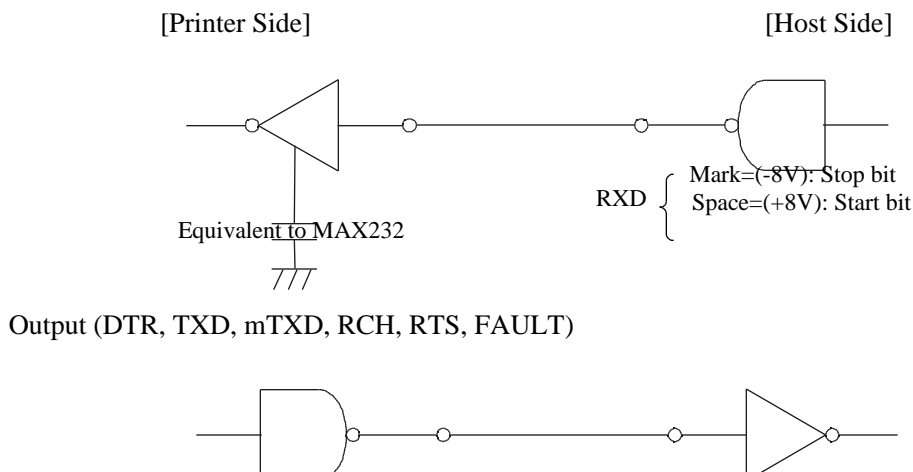 [Printer Side] [Host Side]
Mark=(-8V): Stop bit
RXD
Space=(+8V): Start bit
Equivalent to MAX232
Output (DTR, TXD, mTXD, RCH, RTS, FAULT)